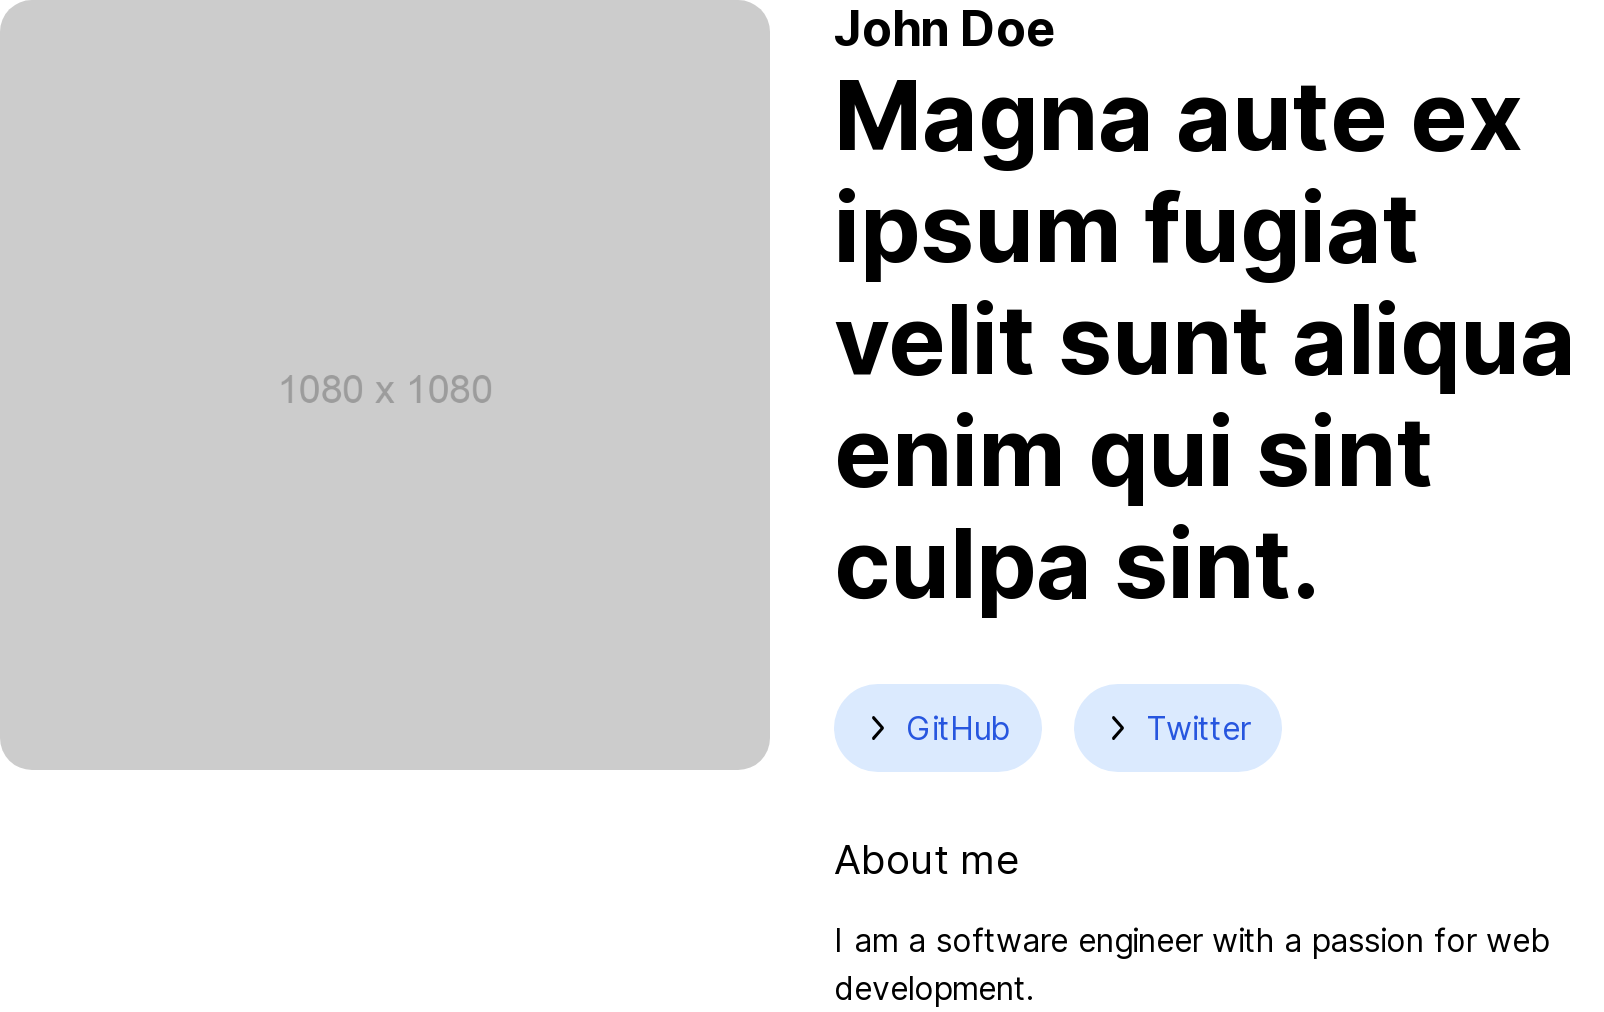 1080 x 1080
John Doe
Magna aute ex
ipsum fugiat
velit sunt aliqua
enim qui sint
culpa sint.
GitHub
Twitter
About me
I am a software engineer with a passion for web
development.